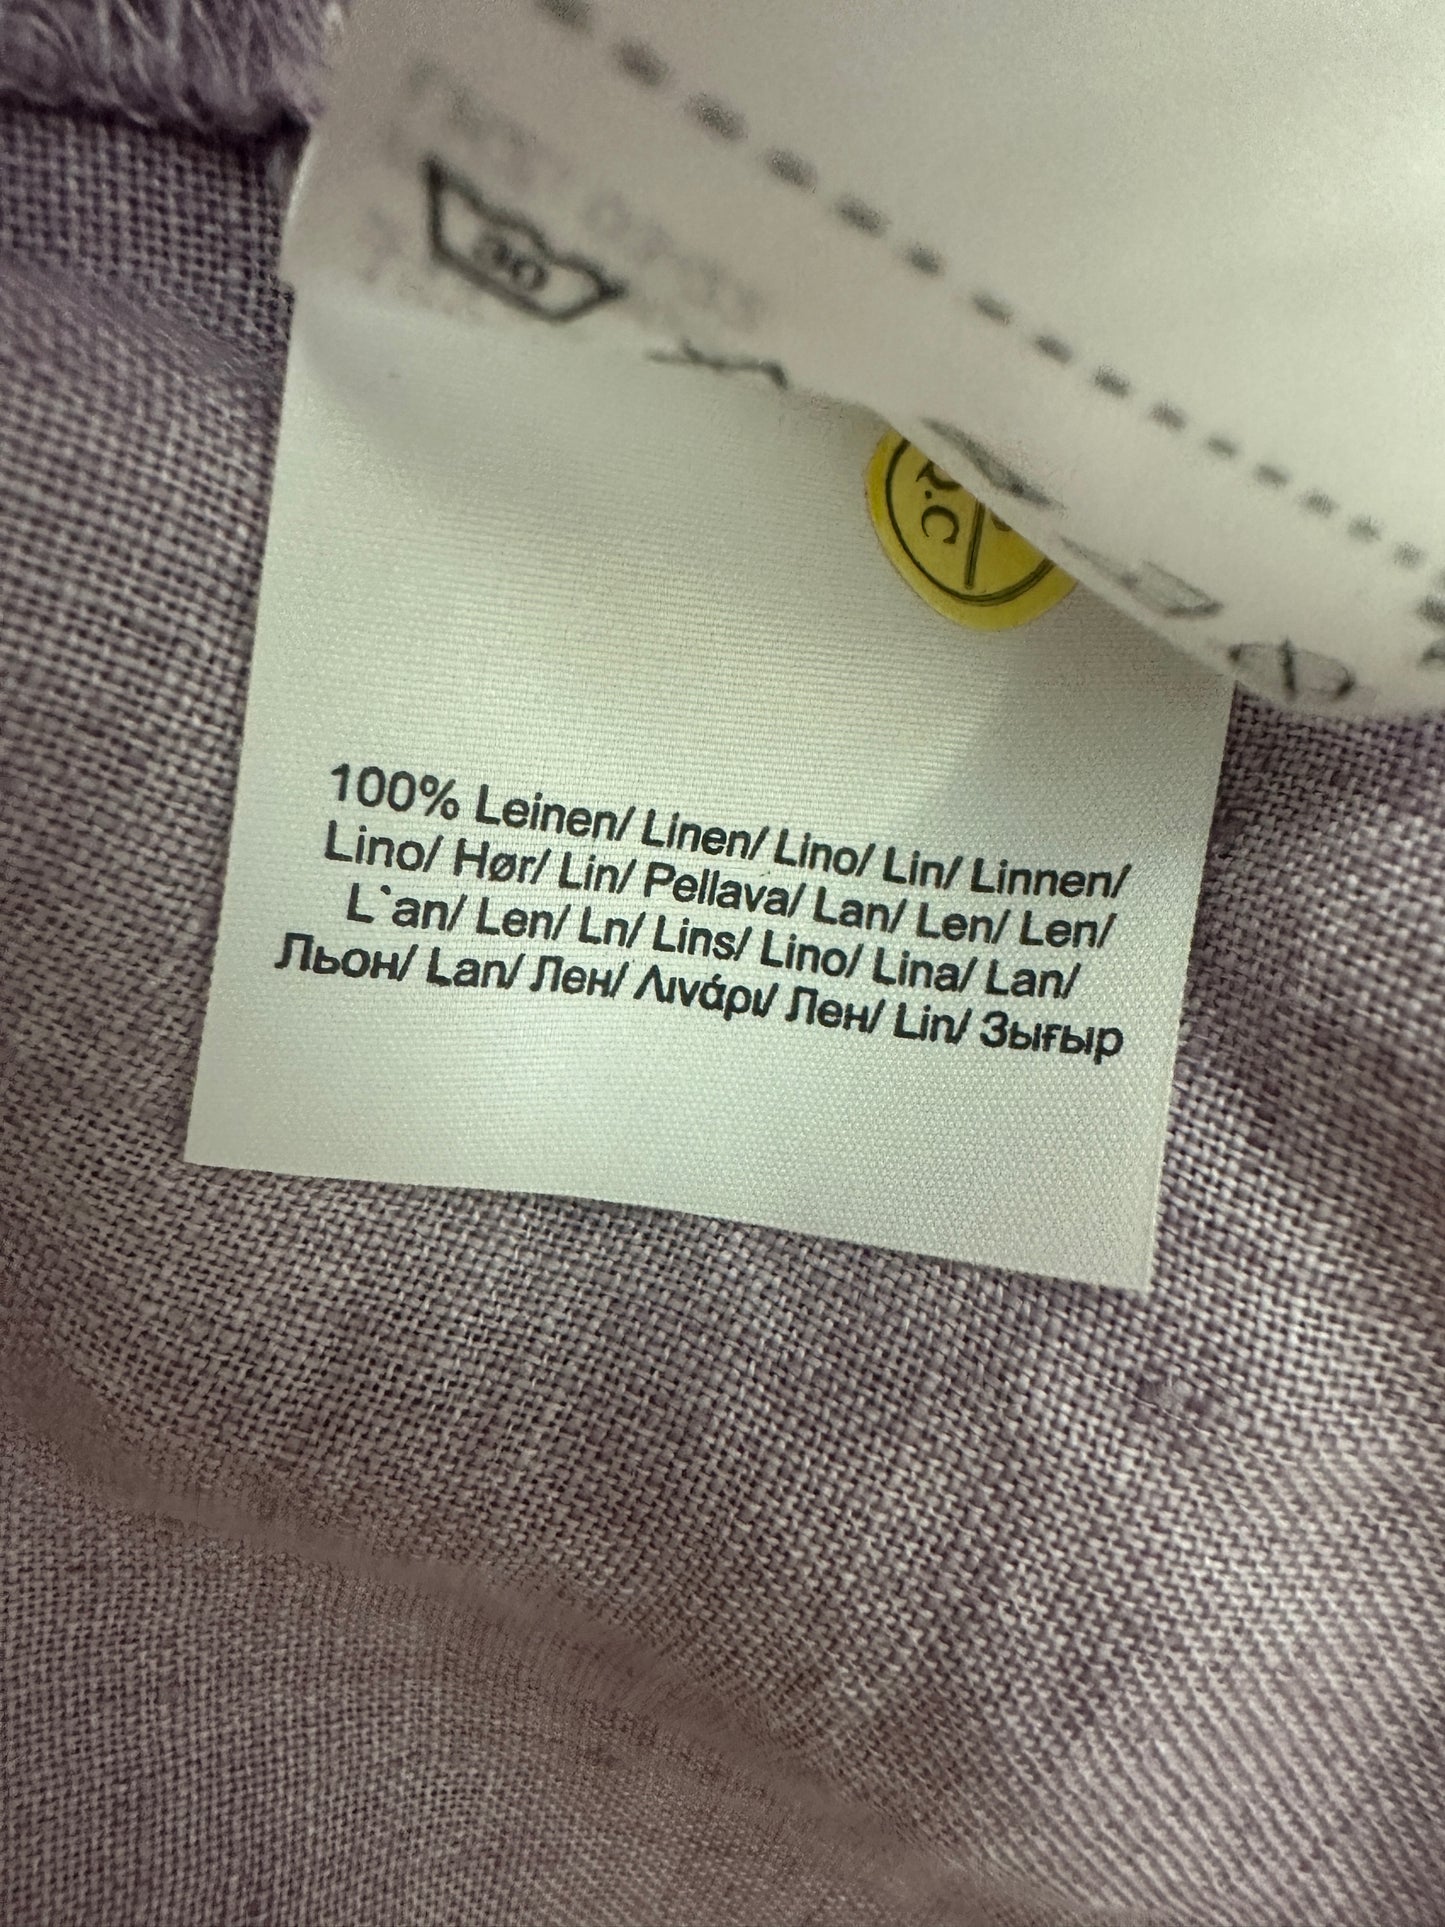 30
Q.C
100% Leinen/ Linen/ Lino/ Lin/ Linnen/
Lino/ Hør/ Lin/ Pellava/ Lan/ Len/ Len/
L`an/ Len/ Ln/ Lins/ Lino/ Lina/ Lan/
Льон/ Lan/ Лен/ Λινάρι/ Лен/ Lin/ Зығыр